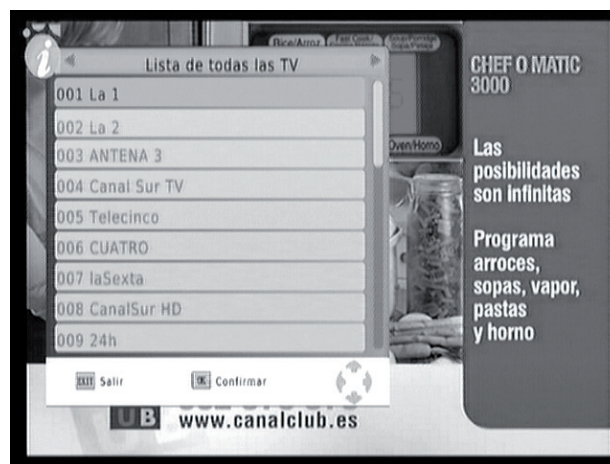 Rice/Arroz
Lista de todas las TV
001 La 1
002 La 2
003 ANTENA 3
004 Canal Sur TV
005 Telecinco
006 CUATRO
007 laSexta
008 CanalSur HD
009 24h
EXIT Salir
OK Confirmar
Oven/Horno
CHEF O MATIC
3000
Las
posibilidades
son infinitas
Programa
arroces,
sopas, vapor,
pastas
y horno
UB
www.canalclub.es